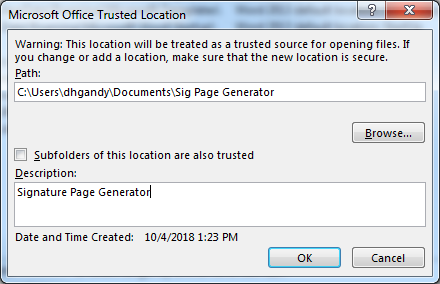 Microsoft Office Trusted Location
Warning: This location will be treated as a trusted source for opening files. If
you change or add a location, make sure that the new location is secure.
Path:
C:\Users\dhgandy\Documents\Sig Page Generator
Browse...
Subfolders of this location are also trusted
Description:
Signature Page Generator
Date and Time Created: 10/4/2018 1:23 PM
OK Cancel